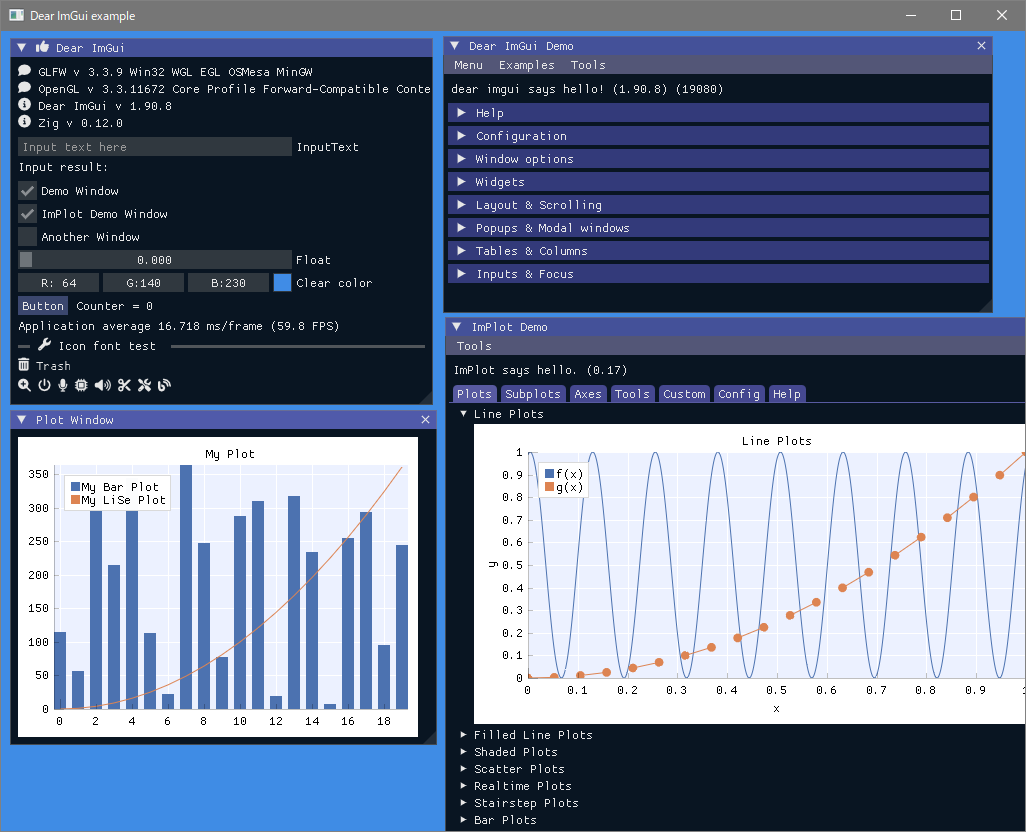 Dear ImGui example
Dear ImGui
GLFW v 3.3.9 Win32 WGL EGL OSMesa MinGW
OpenGL v 3.3.11672 Core Profile Forward-Compatible Conte
Dear ImGui v 1.90.8
Zig v 0.12.0
Input text here InputText
Input result:
Demo Window
ImPlot Demo Window
Another Window
0.000 Float
R: 64 G:140 B:230 Clear color
Button Counter = 0
Application average 16.718 ms/frame (59.8 FPS)
Icon font test
Trash
Plot Window
My Plot
My Bar Plot
My LiSe Plot
350
300
250
200
150
100
50
0
0 2 4 6 8 10 12 14 16 18
Dear ImGui Demo
Menu Examples Tools
dear imgui says hello! (1.90.8) (19080)
Help
Configuration
Window options
Widgets
Layout & Scrolling
Popups & Modal windows
Tables & Columns
Inputs & Focus
ImPlot Demo
Tools
ImPlot says hello. (0.17)
Plots Subplots Axes Tools Custom Config Help
Line Plots
Line Plots
f(x)
g(x)
1
0.9
0.8
0.7
0.6
0.5
0.4
0.3
0.2
0.1
0
y
0 0.1 0.2 0.3 0.4 0.5 0.6 0.7 0.8 0.9 1
x
Filled Line Plots
Shaded Plots
Scatter Plots
Realtime Plots
Stairstep Plots
Bar Plots